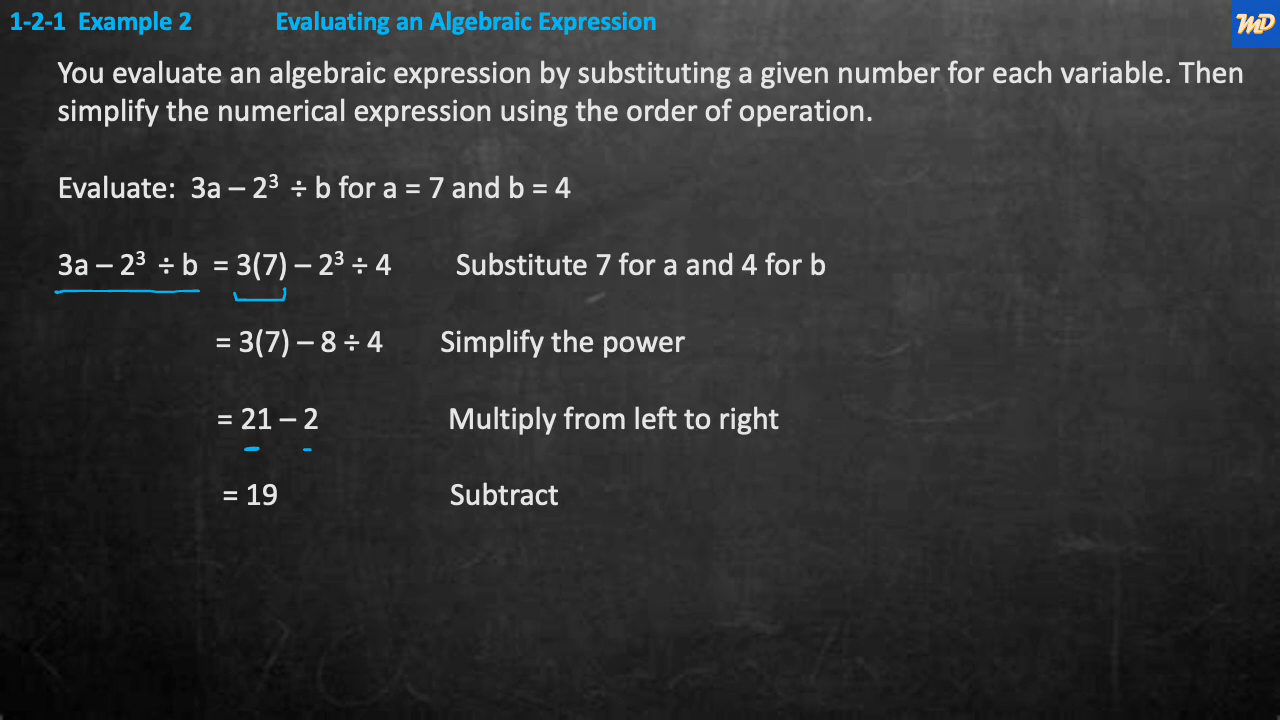 1-2-1 Example 2 Evaluating an Algebraic Expression
MD
You evaluate an algebraic expression by substituting a given number for each variable. Then
simplify the numerical expression using the order of operation.
Evaluate: 3a – 2³ ÷ b for a = 7 and b = 4
3a – 2³ ÷ b = 3(7) – 2³ ÷ 4 Substitute 7 for a and 4 for b
= 3(7) – 8 ÷ 4 Simplify the power
= 21 – 2 Multiply from left to right
= 19 Subtract